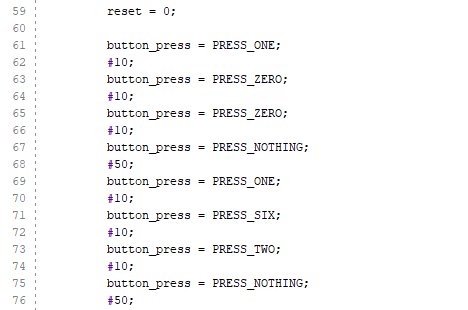 59 reset = 0;
60
61 button_press = PRESS_ONE;
62 #10;
63 button_press = PRESS_ZERO;
64 #10;
65 button_press = PRESS_ZERO;
66 #10;
67 button_press = PRESS_NOTHING;
68 #50;
69 button_press = PRESS_ONE;
70 #10;
71 button_press = PRESS_SIX;
72 #10;
73 button_press = PRESS_TWO;
74 #10;
75 button_press = PRESS_NOTHING;
76 #50;